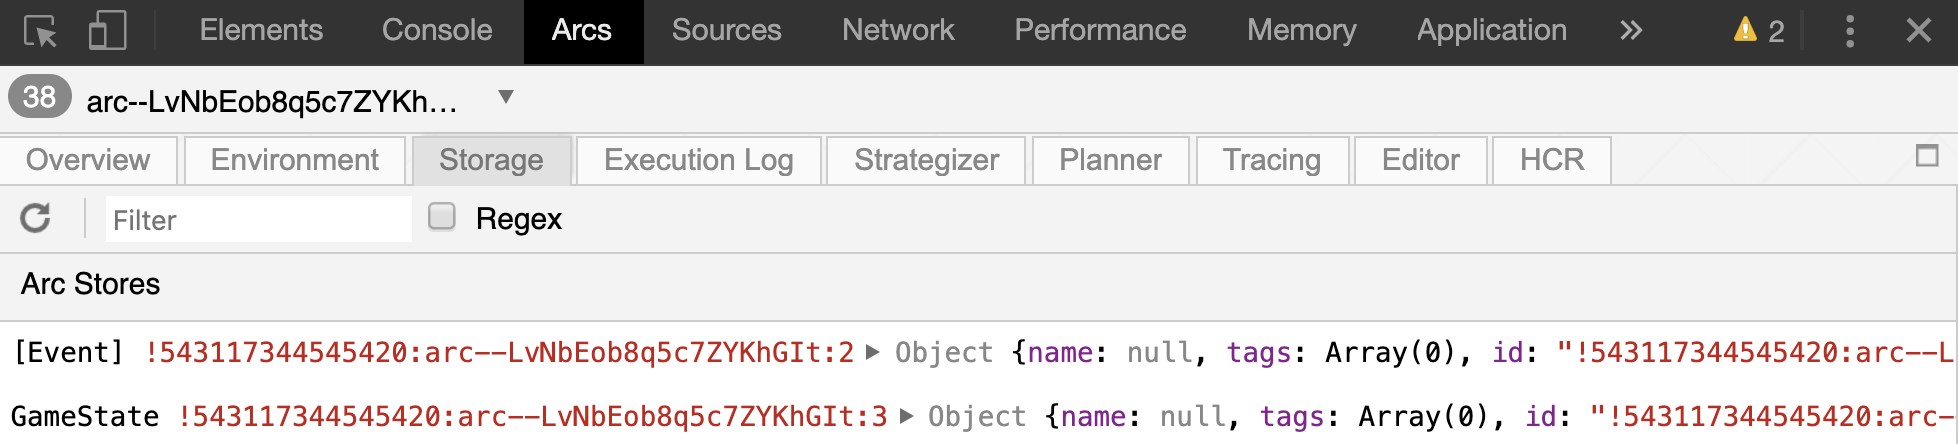 Elements Console Arcs Sources Network Performance Memory Application » 2
38 arc--LvNbEob8q5c7ZYKh…
Overview Environment Storage Execution Log Strategizer Planner Tracing Editor HCR
Filter Regex
Arc Stores
[Event] !543117344545420:arc--LvNbEob8q5c7ZYKhGIt:2 ▶ Object {name: null, tags: Array(0), id: "!543117344545420:arc--L
GameState !543117344545420:arc--LvNbEob8q5c7ZYKhGIt:3 ▶ Object {name: null, tags: Array(0), id: "!543117344545420:arc-